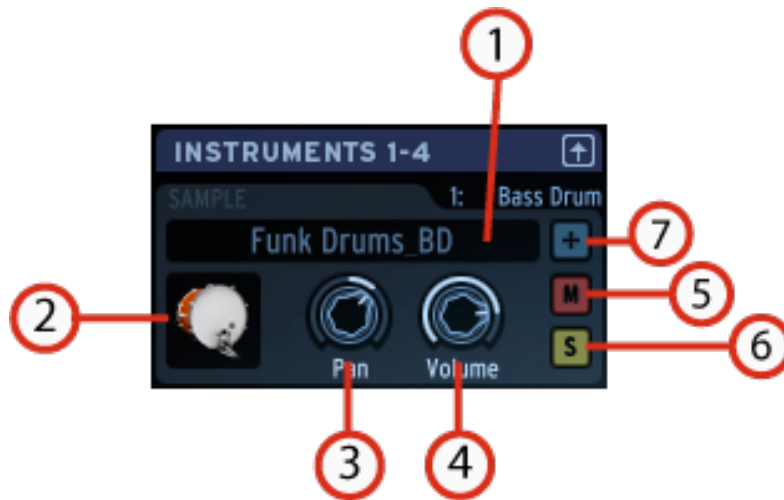 1
INSTRUMENTS 1-4
SAMPLE 1: Bass Drum
Funk Drums_BD + 7
2 M 5
S 6
Pan Volume
3 4